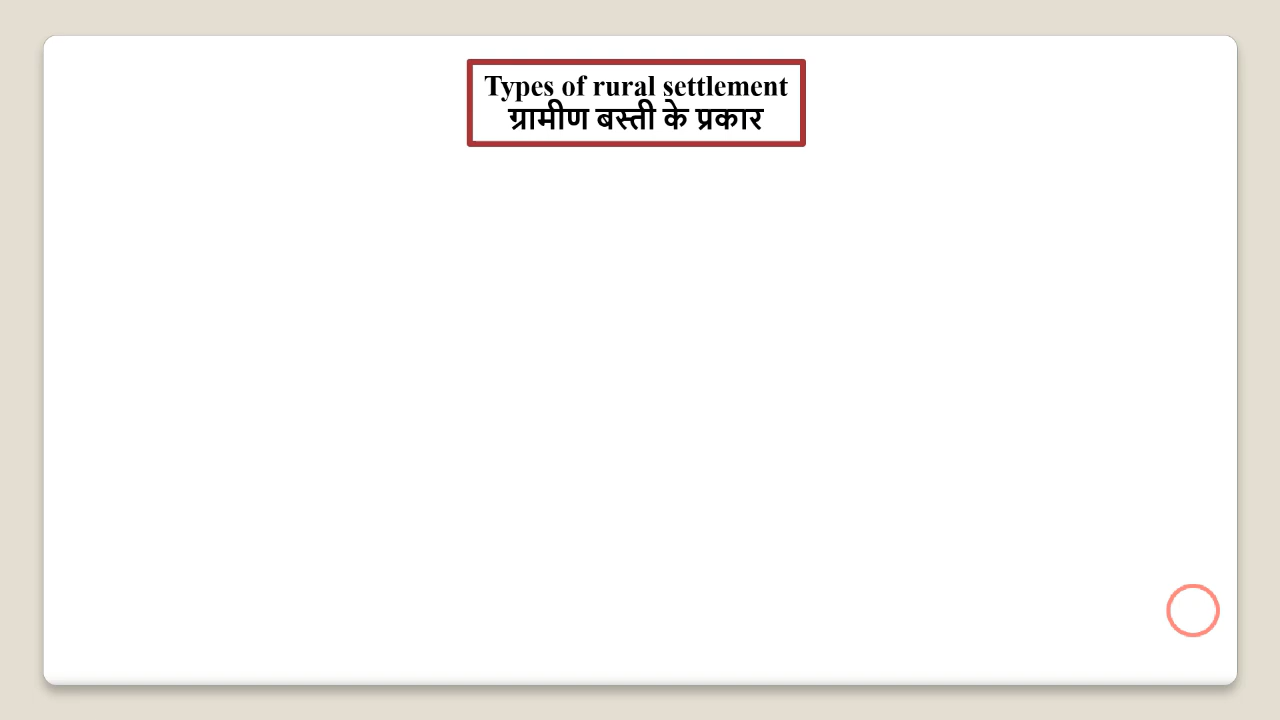 Types of rural settlement
ग्रामीण बस्ती के प्रकार